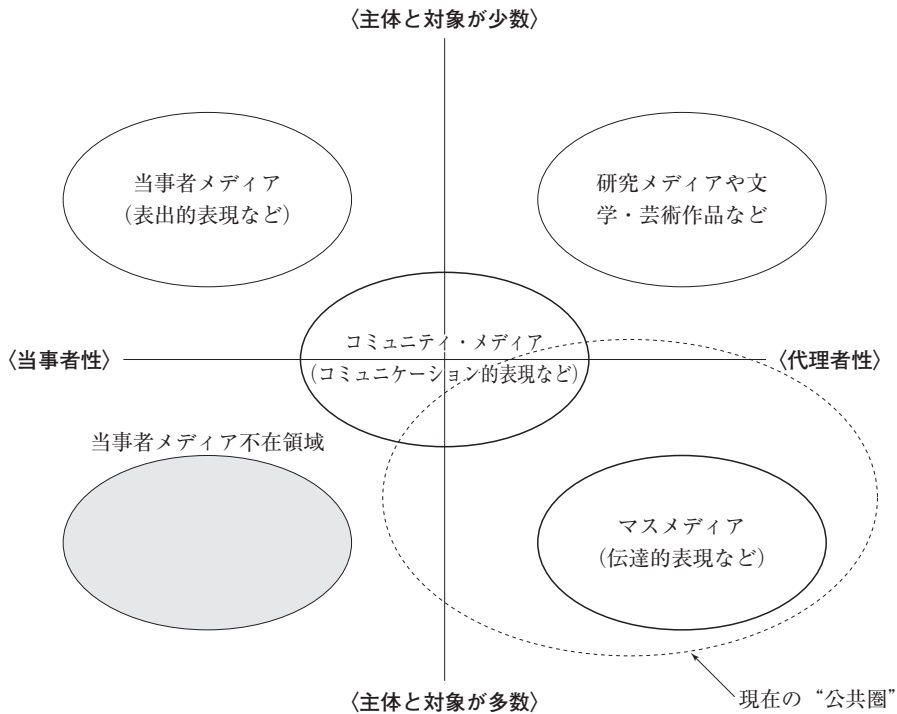 〈主体と対象が少数〉
当事者メディア
（表出的表現など）
研究メディアや文
学・芸術作品など
コミュニティ・メディア
（コミュニケーション的表現など）
〈当事者性〉
〈代理者性〉
当事者メディア不在領域
マスメディア
（伝達的表現など）
〈主体と対象が多数〉
現在の“公共圏”